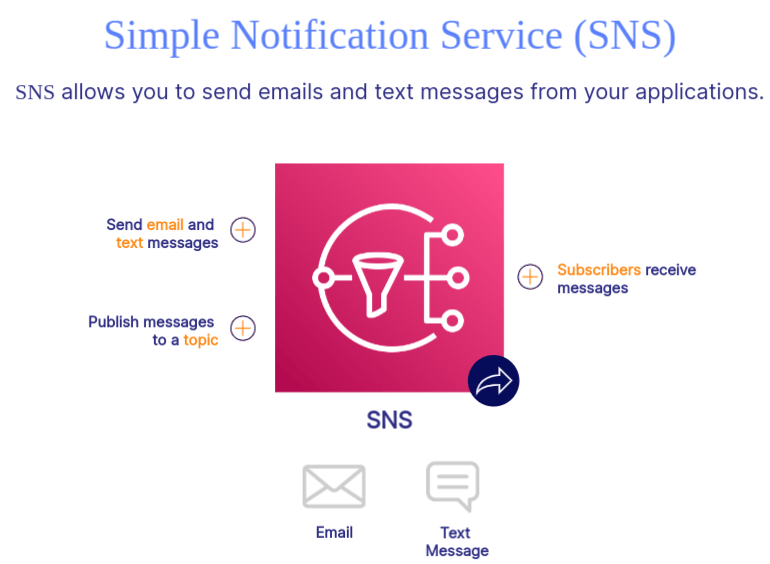 Simple Notification Service (SNS)
SNS allows you to send emails and text messages from your applications.
Send email and
text messages
Publish messages
to a topic
Subscribers receive
messages
SNS
Email
Text
Message